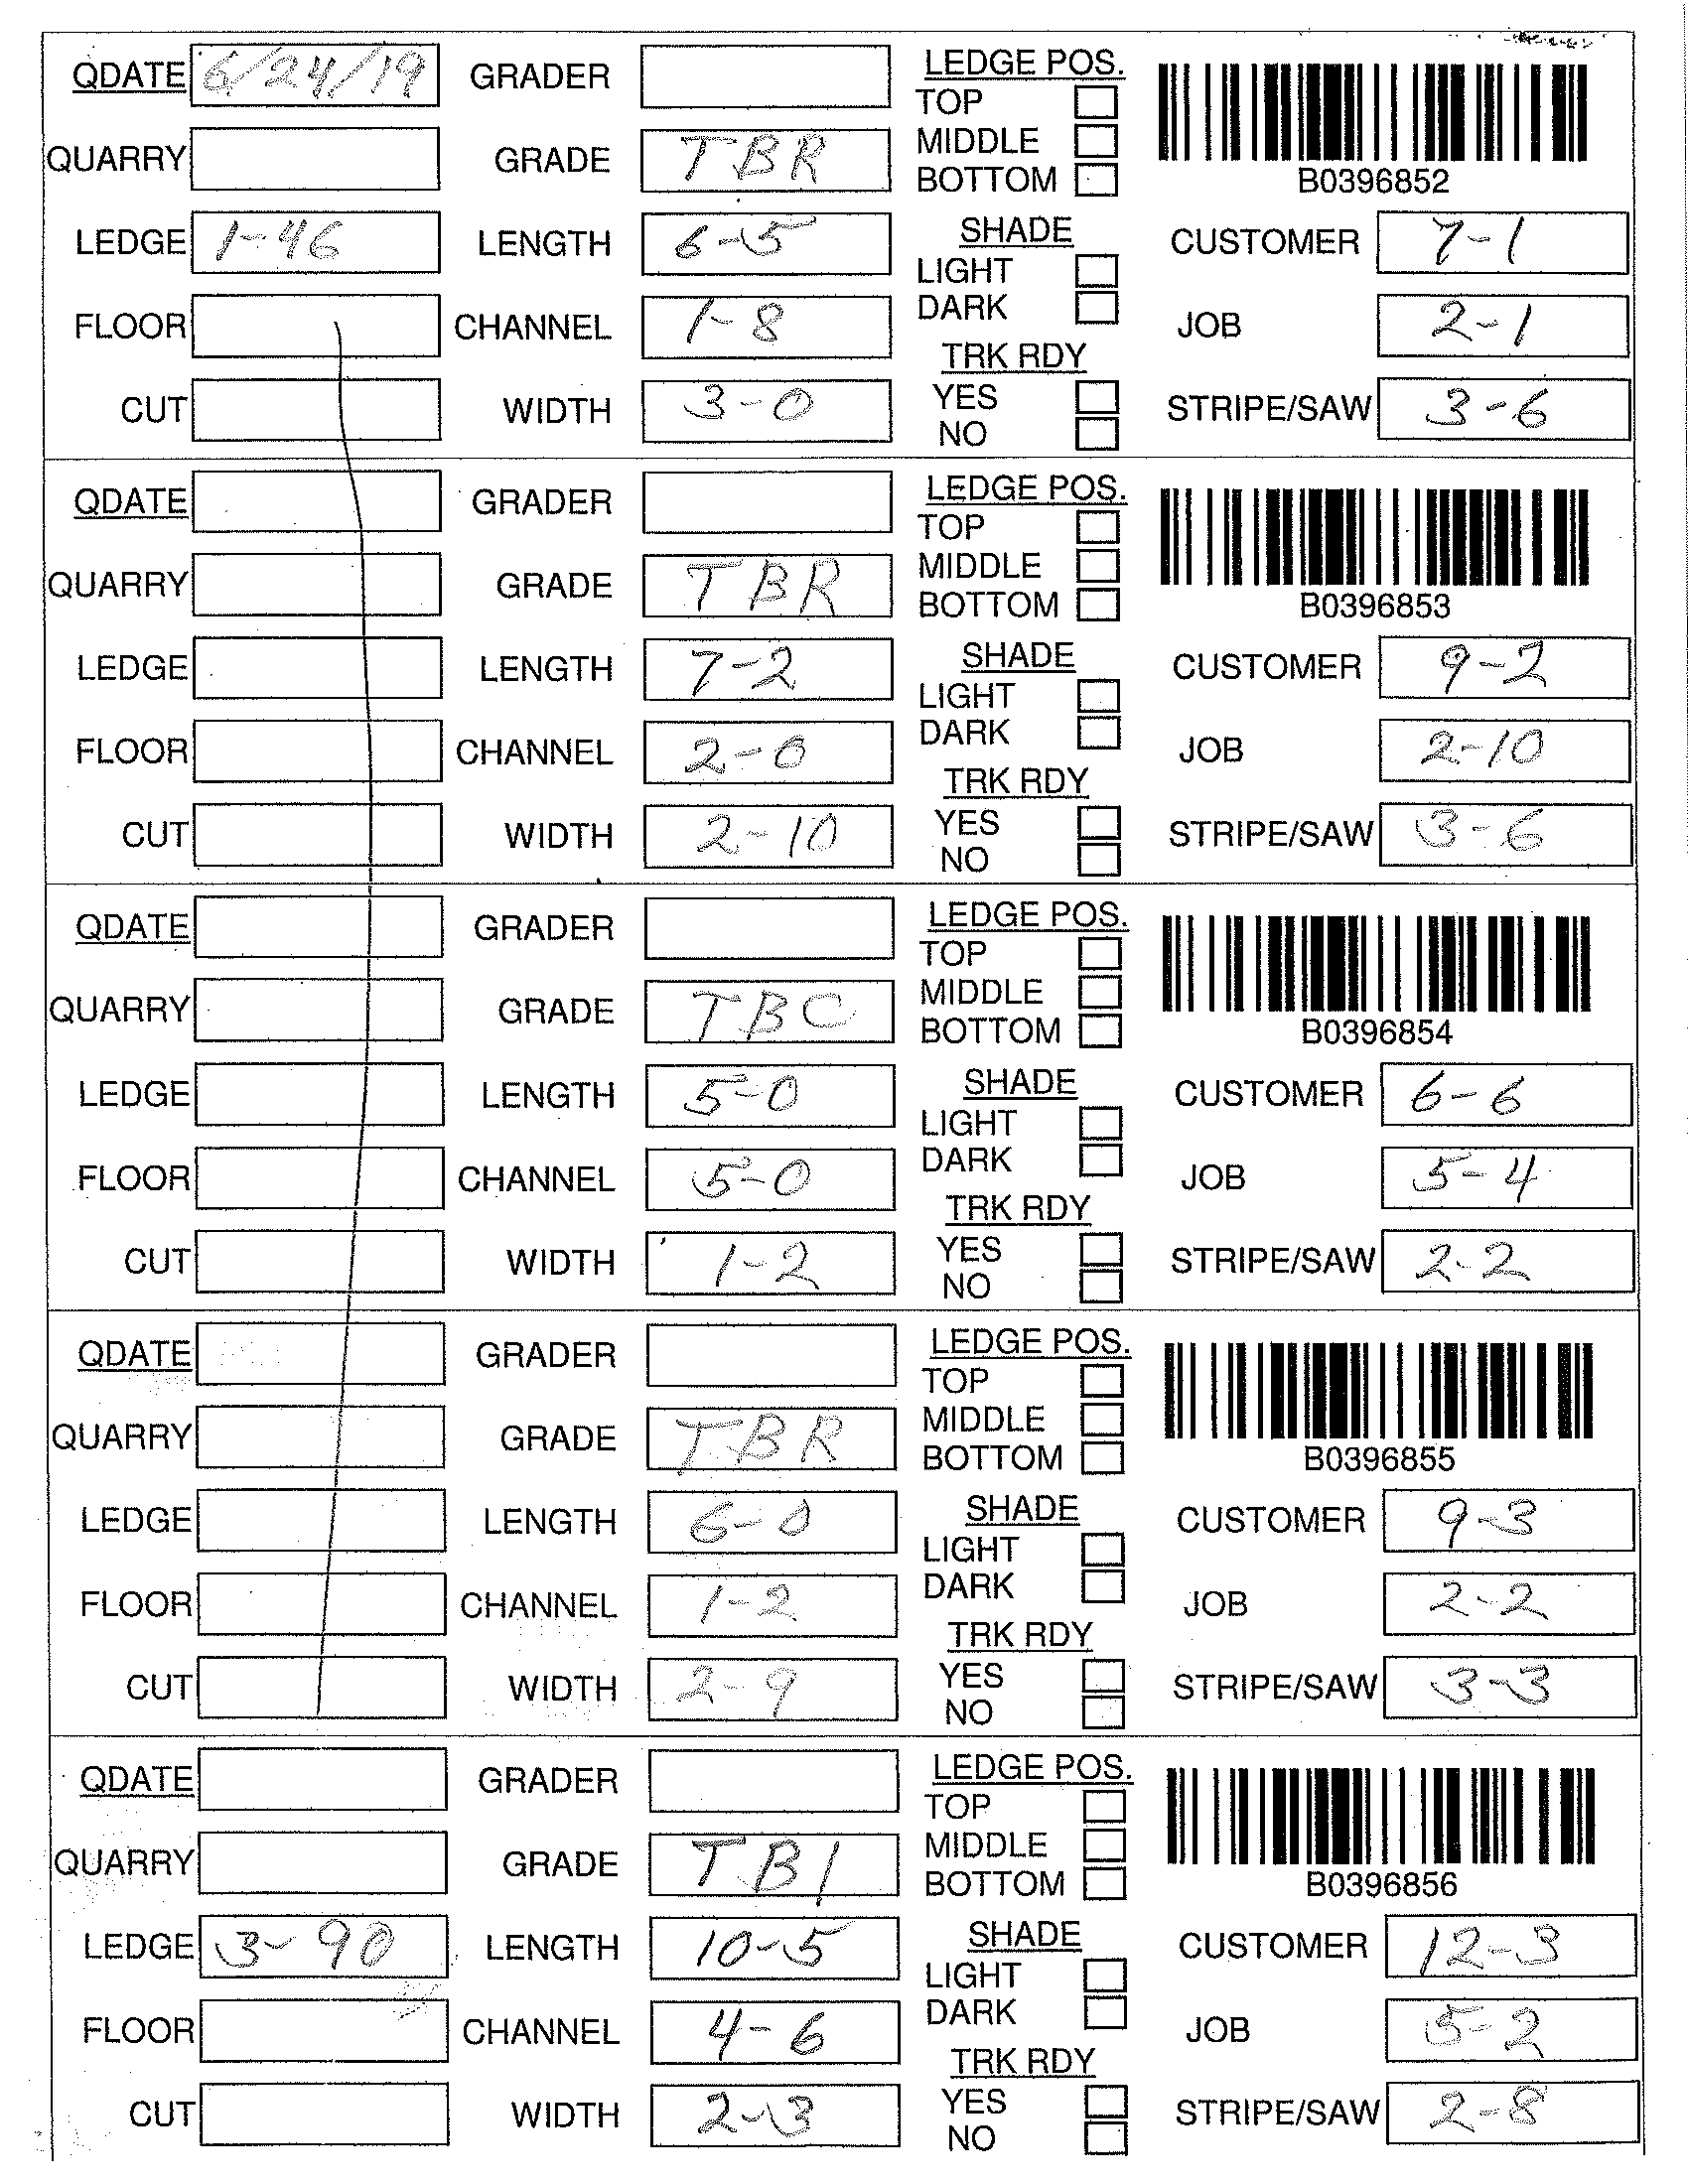 QDATE 6/24/19 GRADER LEDGE POS.
TOP
QUARRY GRADE TBR MIDDLE
BOTTOM B0396852
LEDGE 1-46 LENGTH 6-5 SHADE CUSTOMER 7-1
LIGHT
FLOOR CHANNEL 1-8 DARK JOB 2-1
TRK RDY
CUT WIDTH 3-0 YES STRIPE/SAW 3-6
NO
QDATE GRADER LEDGE POS.
TOP
QUARRY GRADE TBR MIDDLE
BOTTOM B0396853
LEDGE LENGTH 7-2 SHADE CUSTOMER 9-2
LIGHT
FLOOR CHANNEL 2-0 DARK JOB 2-10
TRK RDY
CUT WIDTH 2-10 YES STRIPE/SAW 3-6
NO
QDATE GRADER LEDGE POS.
TOP
QUARRY GRADE TBC MIDDLE
BOTTOM B0396854
LEDGE LENGTH 5-0 SHADE CUSTOMER 6-6
LIGHT
FLOOR CHANNEL 5-0 DARK JOB 5-4
TRK RDY
CUT WIDTH 1-2 YES STRIPE/SAW 2-2
NO
QDATE GRADER LEDGE POS.
TOP
QUARRY GRADE TBR MIDDLE
BOTTOM B0396855
LEDGE LENGTH 6-0 SHADE CUSTOMER 9-3
LIGHT
FLOOR CHANNEL 1-2 DARK JOB 2-2
TRK RDY
CUT WIDTH 2-9 YES STRIPE/SAW 3-3
NO
QDATE GRADER LEDGE POS.
TOP
QUARRY GRADE TB1 MIDDLE
BOTTOM B0396856
LEDGE 3-90 LENGTH 10-5 SHADE CUSTOMER 12-3
LIGHT
FLOOR CHANNEL 4-6 DARK JOB 5-2
TRK RDY
CUT WIDTH 2-3 YES STRIPE/SAW 2-8
NO